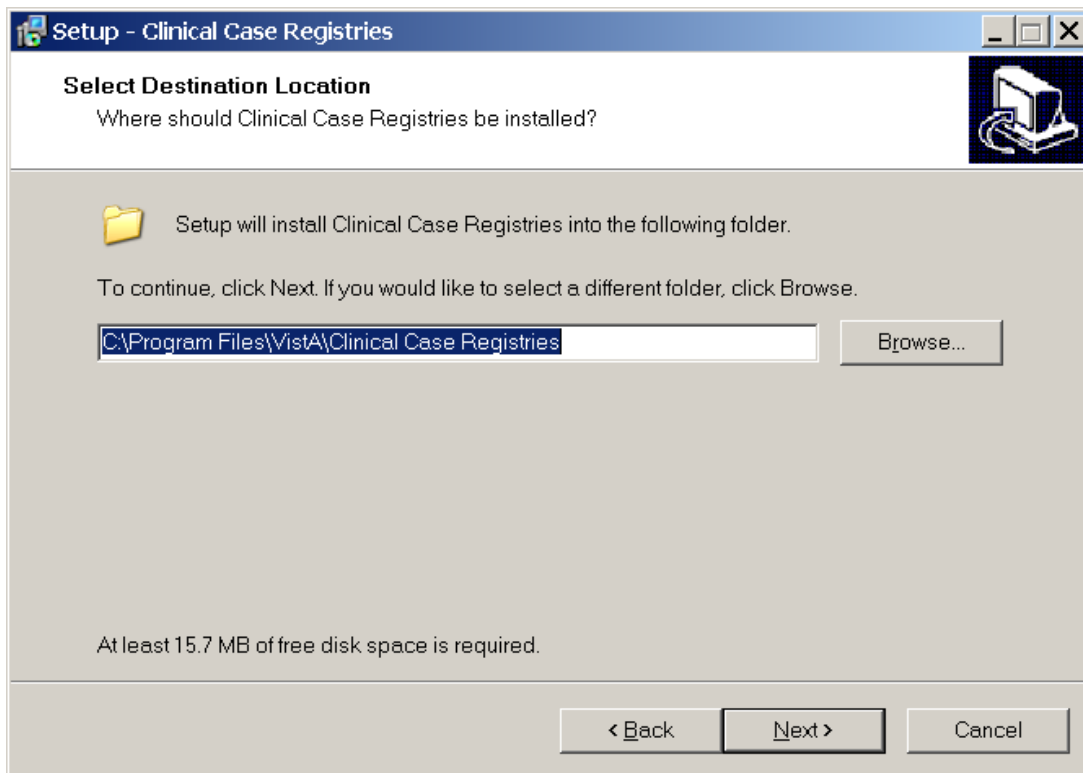 Setup - Clinical Case Registries
Select Destination Location
Where should Clinical Case Registries be installed?
Setup will install Clinical Case Registries into the following folder.
To continue, click Next. If you would like to select a different folder, click Browse.
C:\Program Files\VistA\Clinical Case Registries
Browse...
At least 15.7 MB of free disk space is required.
< Back
Next >
Cancel